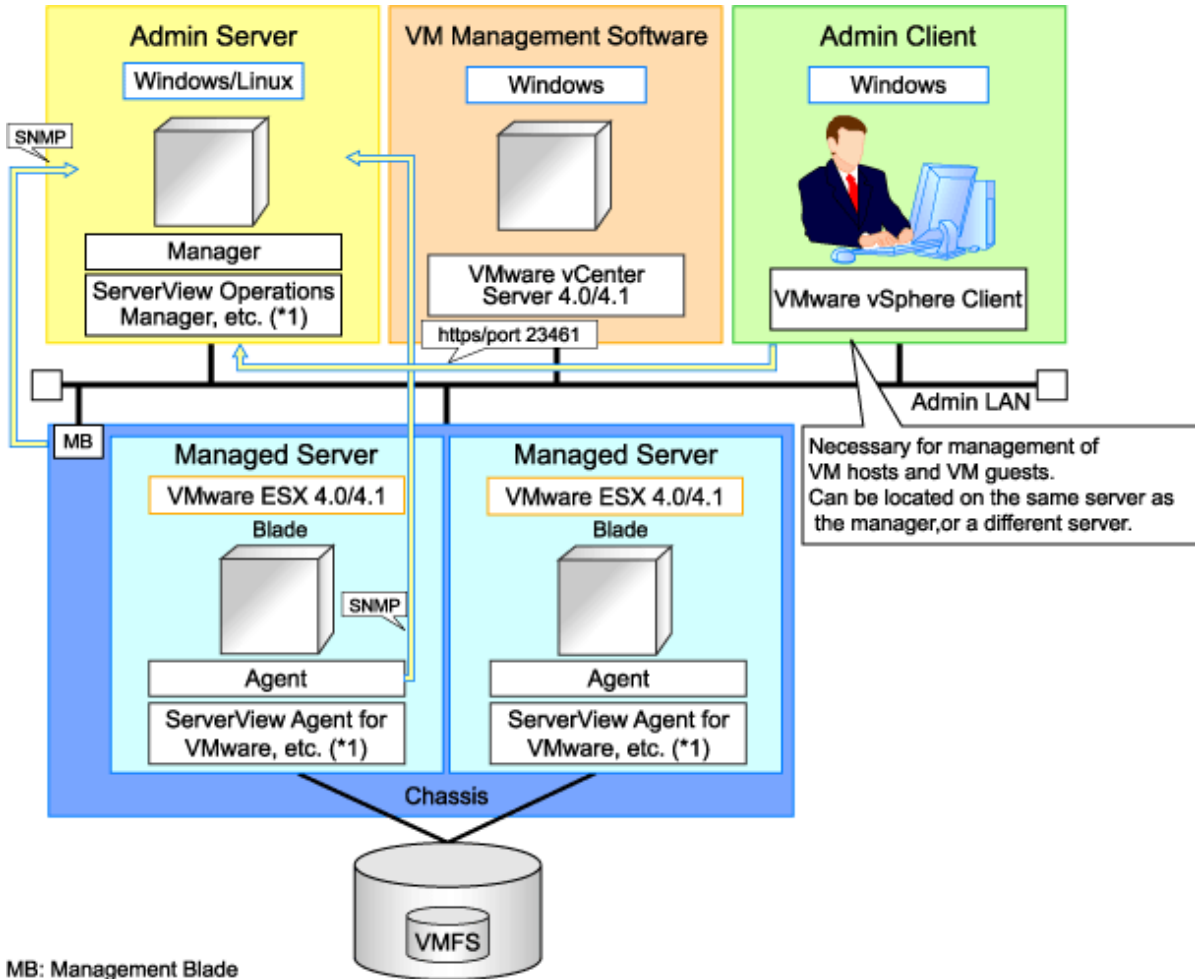 Admin Server
Windows/Linux
SNMP
Manager
ServerView Operations
Manager, etc. (*1)
VM Management Software
Windows
VMware vCenter
Server 4.0/4.1
https/port 23461
Admin Client
Windows
VMware vSphere Client
Admin LAN
Necessary for management of
VM hosts and VM guests.
Can be located on the same server as
the manager,or a different server.
MB
Managed Server
VMware ESX 4.0/4.1
Blade
SNMP
Agent
ServerView Agent for
VMware, etc. (*1)
Managed Server
VMware ESX 4.0/4.1
Blade
Agent
ServerView Agent for
VMware, etc. (*1)
Chassis
VMFS
MB: Management Blade